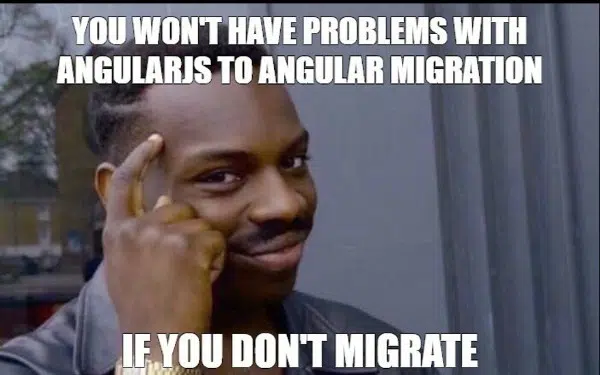 YOU WON'T HAVE PROBLEMS WITH
ANGULARJS TO ANGULAR MIGRATION
IF YOU DON'T MIGRATE